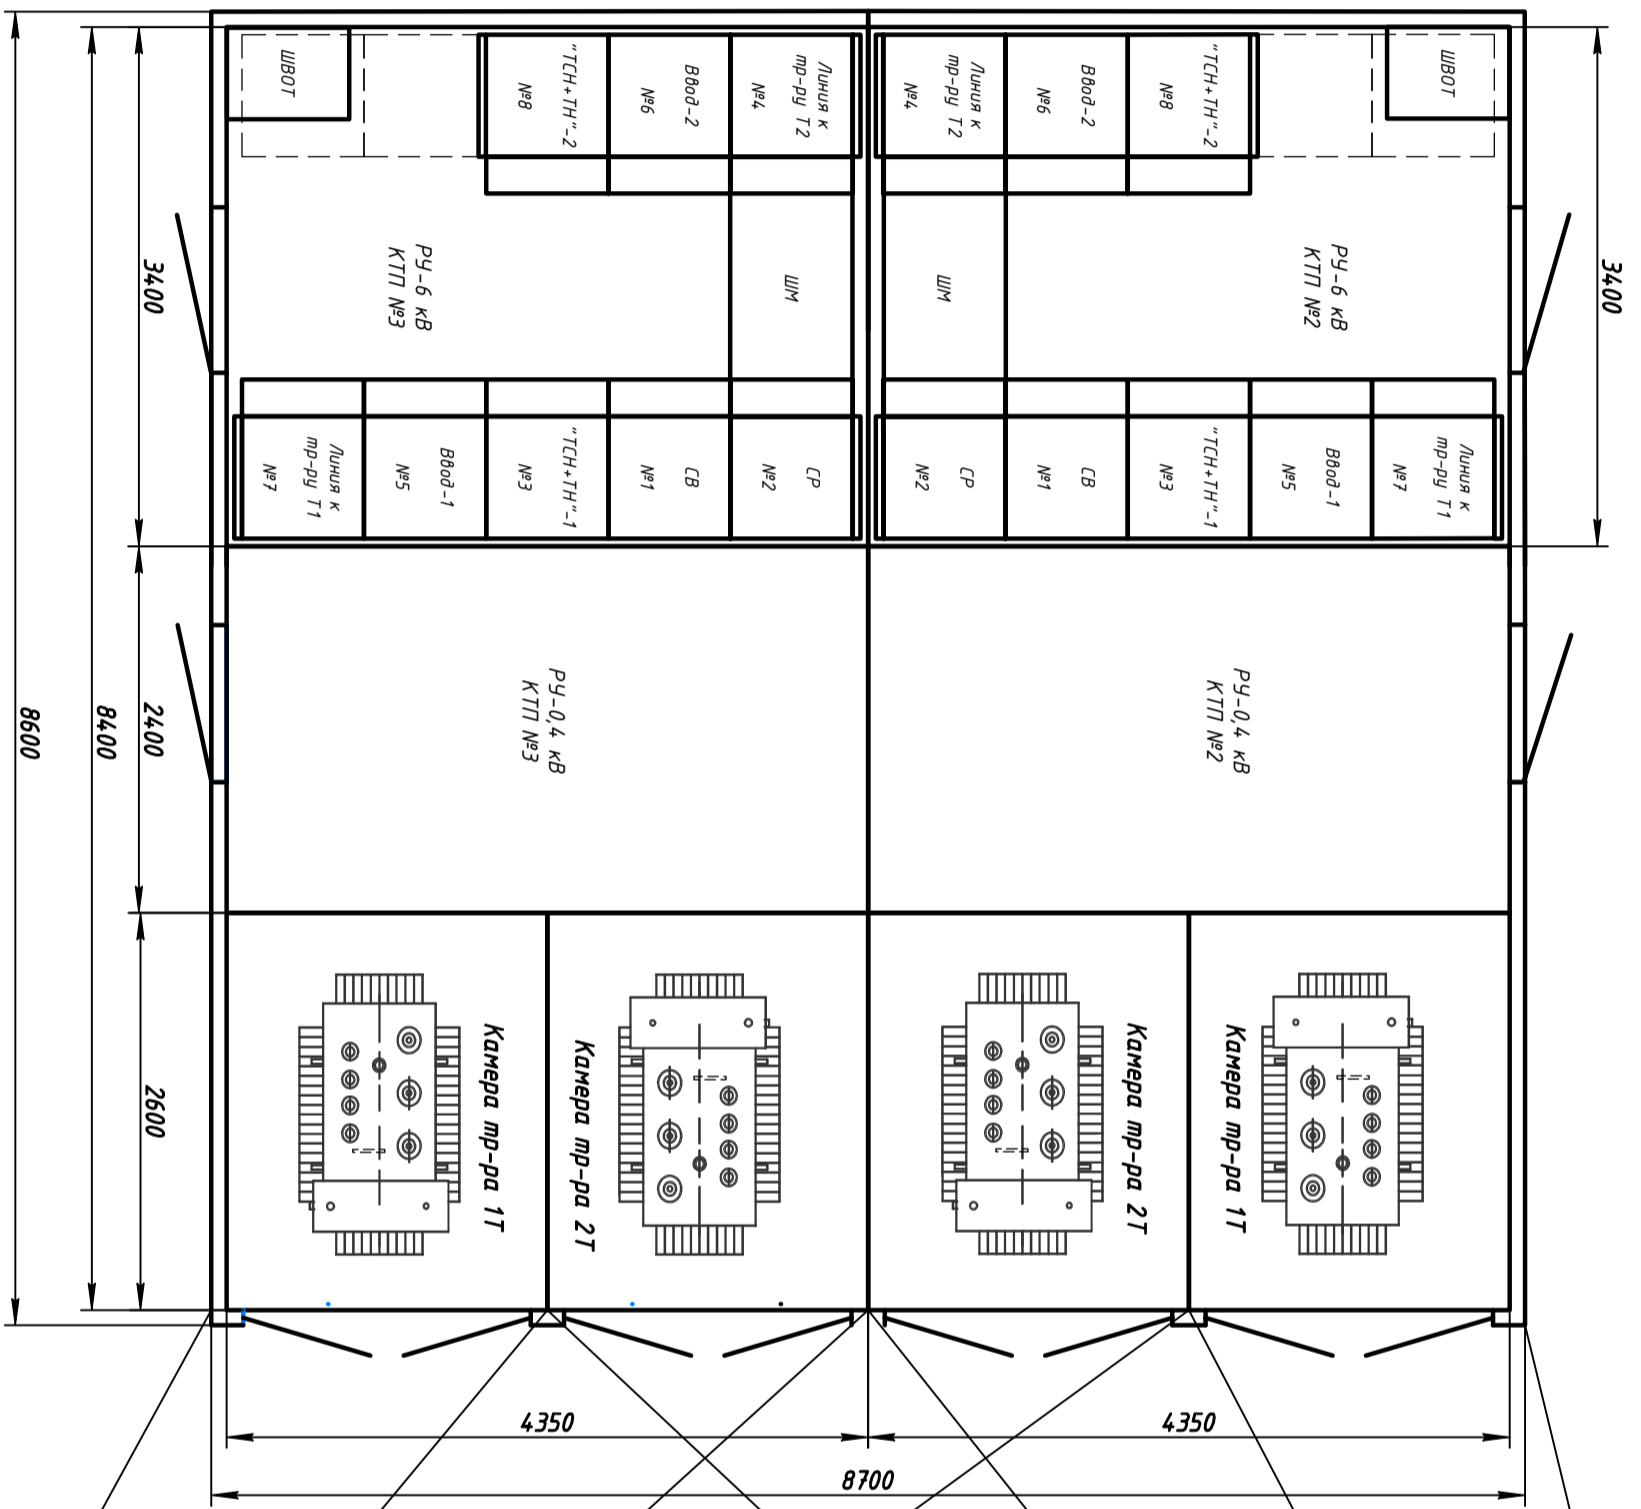 ШВОТ
"ТСН+ТН"-2
№8
Ввод-2
№6
Линия к
тр-ру Т2
№4
Линия к
тр-ру Т2
№4
Ввод-2
№6
"ТСН+ТН"-2
№8
ШВОТ
РУ-6 кВ
КТП №3
ШМ
ШМ
РУ-6 кВ
КТП №2
3400
3400
Линия к
тр-ру Т1
№7
Ввод-1
№5
"ТСН+ТН"-1
№3
СВ
№1
СР
№2
СР
№2
СВ
№1
"ТСН+ТН"-1
№3
Ввод-1
№5
Линия к
тр-ру Т1
№7
8600
8400
2400
РУ-0,4 кВ
КТП №3
РУ-0,4 кВ
КТП №2
2600
Камера тр-ра 1Т
Камера тр-ра 2Т
Камера тр-ра 2Т
Камера тр-ра 1Т
4350
4350
8700